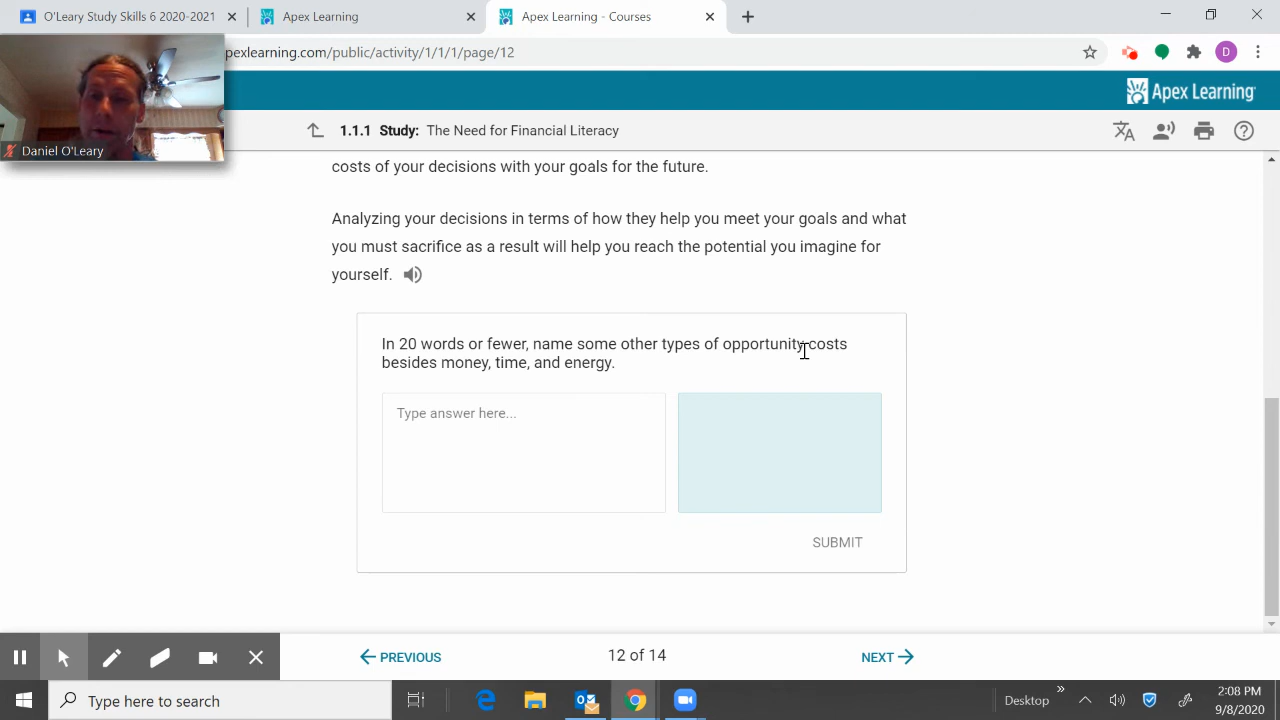 O'Leary Study Skills 6 2020-2021
Apex Learning
Apex Learning - Courses
pexlearning.com/public/activity/1/1/1/page/12
D
Apex Learning
1.1.1 Study: The Need for Financial Literacy
Daniel O'Leary
costs of your decisions with your goals for the future.
Analyzing your decisions in terms of how they help you meet your goals and what
you must sacrifice as a result will help you reach the potential you imagine for
yourself.
In 20 words or fewer, name some other types of opportunity costs
besides money, time, and energy.
Type answer here...
SUBMIT
PREVIOUS
12 of 14
NEXT
Type here to search
Desktop
2:08 PM
9/8/2020